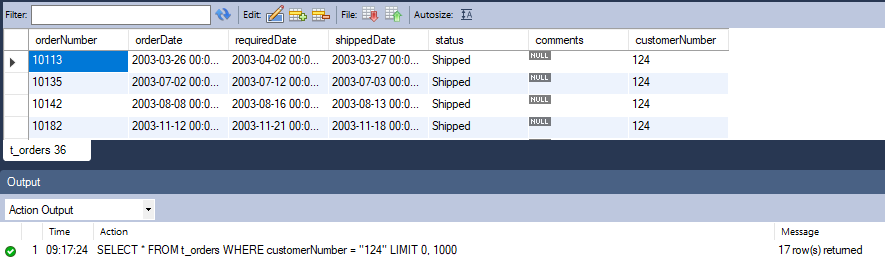 Filter: Edit: File: Autosize:
orderNumber orderDate requiredDate shippedDate status comments customerNumber
10113 2003-03-26 00:0... 2003-04-02 00:0... 2003-03-27 00:0... Shipped NULL 124
10135 2003-07-02 00:0... 2003-07-12 00:0... 2003-07-03 00:0... Shipped NULL 124
10142 2003-08-08 00:0... 2003-08-16 00:0... 2003-08-13 00:0... Shipped NULL 124
10182 2003-11-12 00:0... 2003-11-21 00:0... 2003-11-18 00:0... Shipped NULL 124
t_orders 36
Output
Action Output
Time Action Message
1 09:17:24 SELECT * FROM t_orders WHERE customerNumber = "124" LIMIT 0, 1000 17 row(s) returned